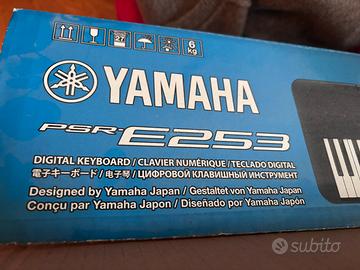 27
6
kg
YAMAHA
PSR-E253
DIGITAL KEYBOARD / CLAVIER NUMÉRIQUE / TECLADO DIGITAL
電子キーボード / 电子琴 / ЦИФРОВОЙ КЛАВИШНЫЙ ИНСТРУМЕНТ
Designed by Yamaha Japan / Gestaltet von Yamaha Japan
Conçu par Yamaha Japon / Diseñado por Yamaha Japón
subito